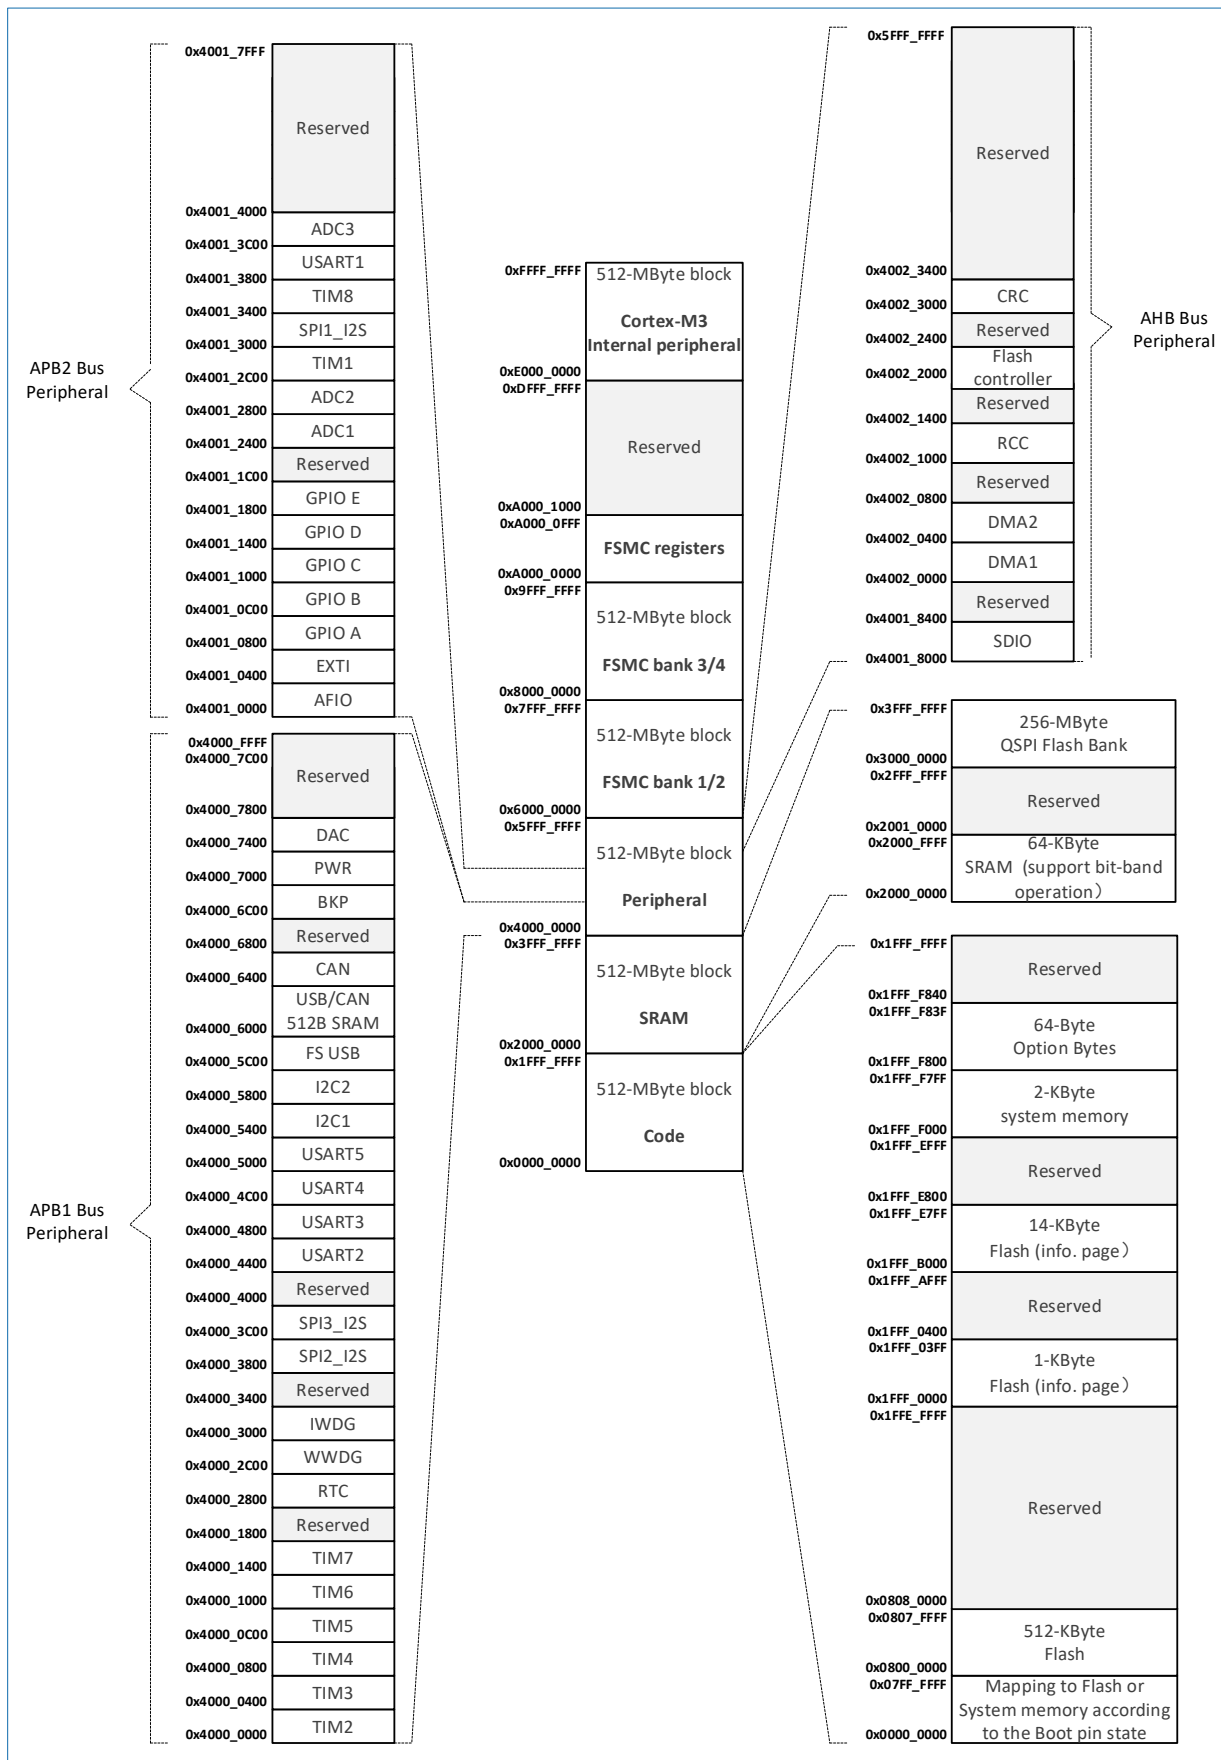 0x4001_7FFF
Reserved
0x4001_4000
ADC3
0x4001_3C00
USART1
0x4001_3800
TIM8
0x4001_3400
SPI1_I2S
0x4001_3000
TIM1
0x4001_2C00
ADC2
0x4001_2800
ADC1
0x4001_2400
Reserved
0x4001_1C00
GPIO E
0x4001_1800
GPIO D
0x4001_1400
GPIO C
0x4001_1000
GPIO B
0x4001_0C00
GPIO A
0x4001_0800
EXTI
0x4001_0400
AFIO
0x4001_0000
APB2 Bus
Peripheral
0x4000_FFFF
0x4000_7C00
Reserved
0x4000_7800
DAC
0x4000_7400
PWR
0x4000_7000
BKP
0x4000_6C00
Reserved
0x4000_6800
CAN
0x4000_6400
USB/CAN
512B SRAM
0x4000_6000
FS USB
0x4000_5C00
I2C2
0x4000_5800
I2C1
0x4000_5400
USART5
0x4000_5000
USART4
0x4000_4C00
USART3
0x4000_4800
USART2
0x4000_4400
Reserved
0x4000_4000
SPI3_I2S
0x4000_3C00
SPI2_I2S
0x4000_3800
Reserved
0x4000_3400
IWDG
0x4000_3000
WWDG
0x4000_2C00
RTC
0x4000_2800
Reserved
0x4000_1800
TIM7
0x4000_1400
TIM6
0x4000_1000
TIM5
0x4000_0C00
TIM4
0x4000_0800
TIM3
0x4000_0400
TIM2
0x4000_0000
APB1 Bus
Peripheral
0xFFFF_FFFF
512-MByte block
Cortex-M3
Internal peripheral
0xE000_0000
0xDFFF_FFFF
Reserved
0xA000_1000
0xA000_0FFF
FSMC registers
0xA000_0000
0x9FFF_FFFF
512-MByte block
FSMC bank 3/4
0x8000_0000
0x7FFF_FFFF
512-MByte block
FSMC bank 1/2
0x6000_0000
0x5FFF_FFFF
512-MByte block
Peripheral
0x4000_0000
0x3FFF_FFFF
512-MByte block
SRAM
0x2000_0000
0x1FFF_FFFF
512-MByte block
Code
0x0000_0000
0x5FFF_FFFF
Reserved
0x4002_3400
CRC
0x4002_3000
Reserved
0x4002_2400
Flash
controller
0x4002_2000
Reserved
0x4002_1400
RCC
0x4002_1000
Reserved
0x4002_0800
DMA2
0x4002_0400
DMA1
0x4002_0000
Reserved
0x4001_8400
SDIO
0x4001_8000
AHB Bus
Peripheral
0x3FFF_FFFF
256-MByte
QSPI Flash Bank
0x3000_0000
0x2FFF_FFFF
Reserved
0x2001_0000
0x2000_FFFF
64-KByte
SRAM (support bit-band
operation）
0x2000_0000
0x1FFF_FFFF
Reserved
0x1FFF_F840
0x1FFF_F83F
64-Byte
Option Bytes
0x1FFF_F800
0x1FFF_F7FF
2-KByte
system memory
0x1FFF_F000
0x1FFF_EFFF
Reserved
0x1FFF_E800
0x1FFF_E7FF
14-KByte
Flash (info. page）
0x1FFF_B000
0x1FFF_AFFF
Reserved
0x1FFF_0400
0x1FFF_03FF
1-KByte
Flash (info. page）
0x1FFF_0000
0x1FFE_FFFF
Reserved
0x0808_0000
0x0807_FFFF
512-KByte
Flash
0x0800_0000
0x07FF_FFFF
Mapping to Flash or
System memory according
to the Boot pin state
0x0000_0000